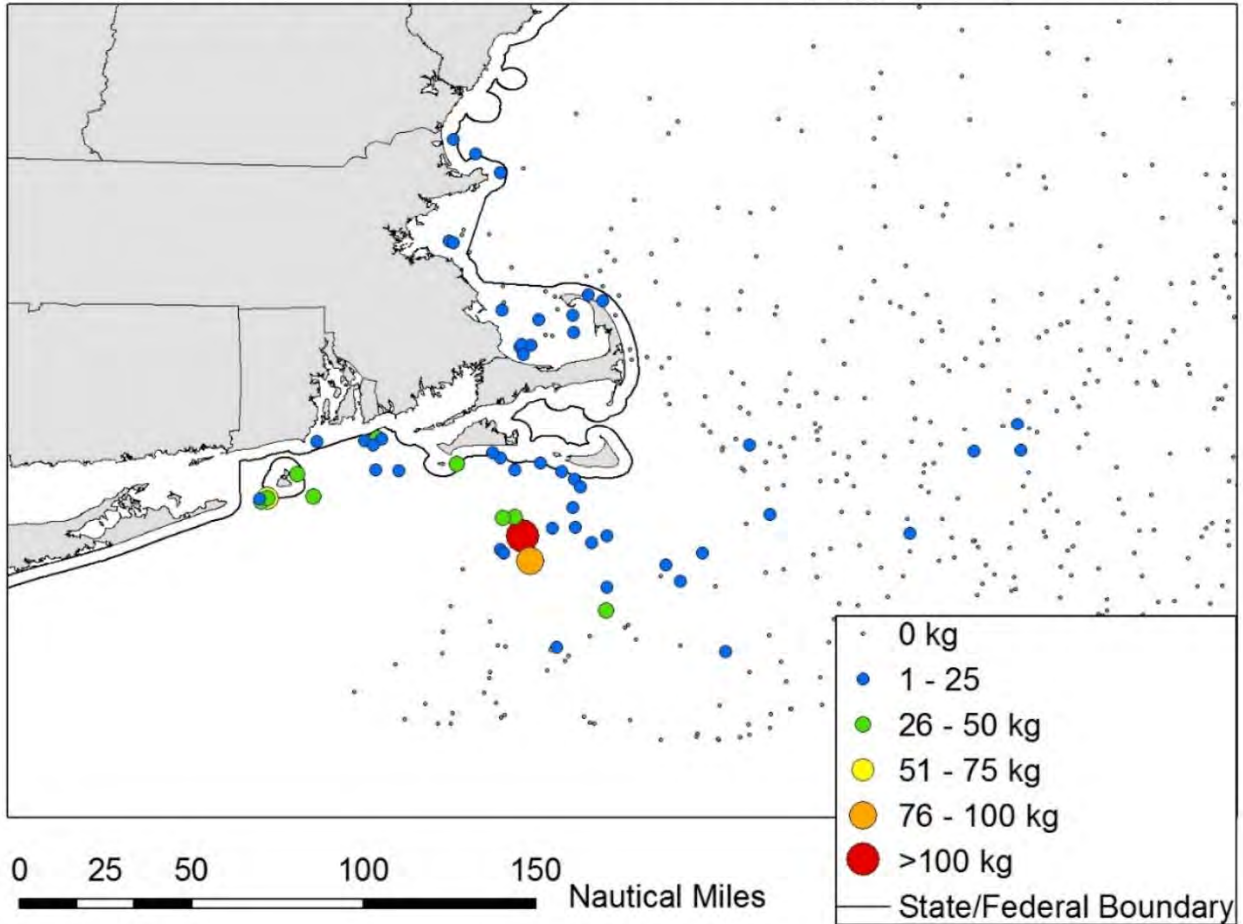 0 kg
1 - 25
26 - 50 kg
51 - 75 kg
76 - 100 kg
>100 kg
State/Federal Boundary
0 25 50 100 150
Nautical Miles